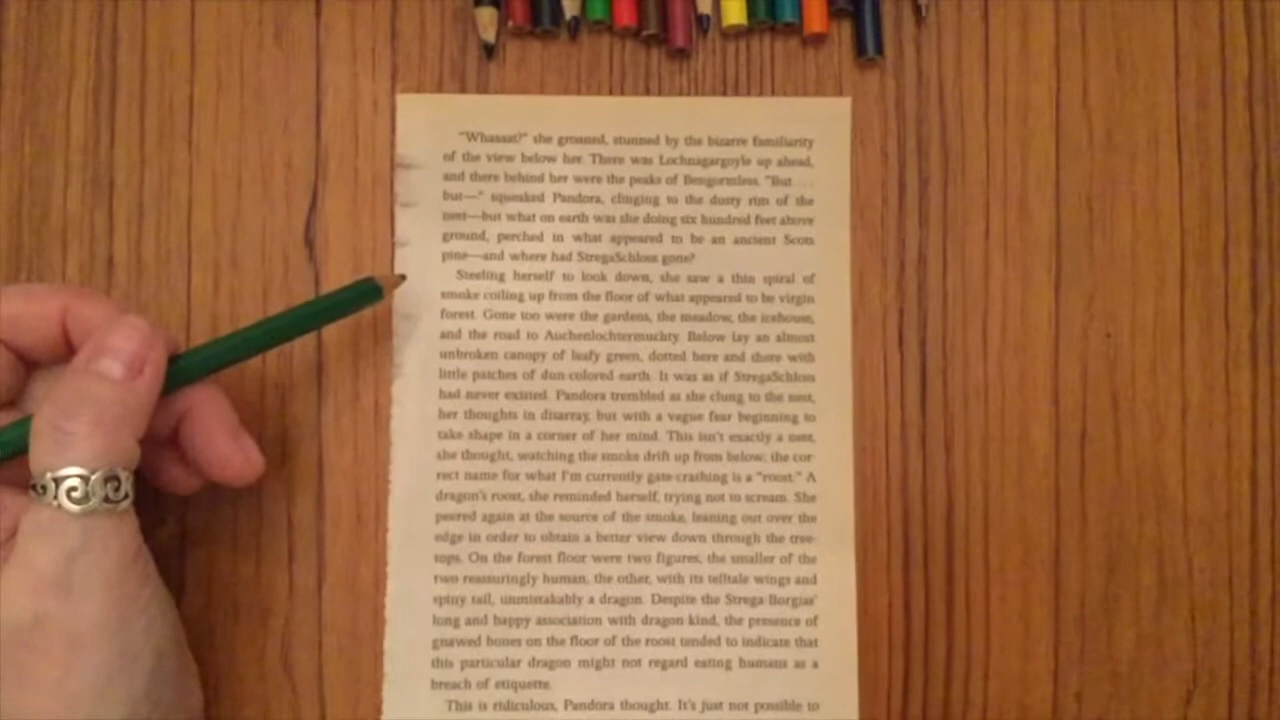 "Whaaaat?" she groaned, stunned by the bizarre familiarity
of the view below her. There was Lochnagargoyle up ahead,
and there behind her were the peaks of Bengormless. "But . . .
but—" squeaked Pandora, clinging to the dusty rim of the
nest—but what on earth was she doing six hundred feet above
ground, perched in what appeared to be an ancient Scots
pine—and where had StregaSchloss gone?
Steeling herself to look down, she saw a thin spiral of
smoke coiling up from the floor of what appeared to be virgin
forest. Gone too were the gardens, the meadow, the icehouse,
and the road to Auchenlochtermuchty. Below lay an almost
unbroken canopy of leafy green, dotted here and there with
little patches of dun-colored earth. It was as if StregaSchloss
had never existed. Pandora trembled as she clung to the nest,
her thoughts in disarray, but with a vague fear beginning to
take shape in a corner of her mind. This isn't exactly a nest,
she thought, watching the smoke drift up from below; the cor-
rect name for what I'm currently gate-crashing is a "roost." A
dragon's roost, she reminded herself, trying not to scream. She
peered again at the source of the smoke, leaning out over the
edge in order to obtain a better view down through the tree-
tops. On the forest floor were two figures, the smaller of the
two reassuringly human, the other, with its telltale wings and
spiny tail, unmistakably a dragon. Despite the Strega-Borgias'
long and happy association with dragon-kind, the presence of
gnawed bones on the floor of the roost tended to indicate that
this particular dragon might not regard eating humans as a
breach of etiquette.
This is ridiculous, Pandora thought. It's just not possible to